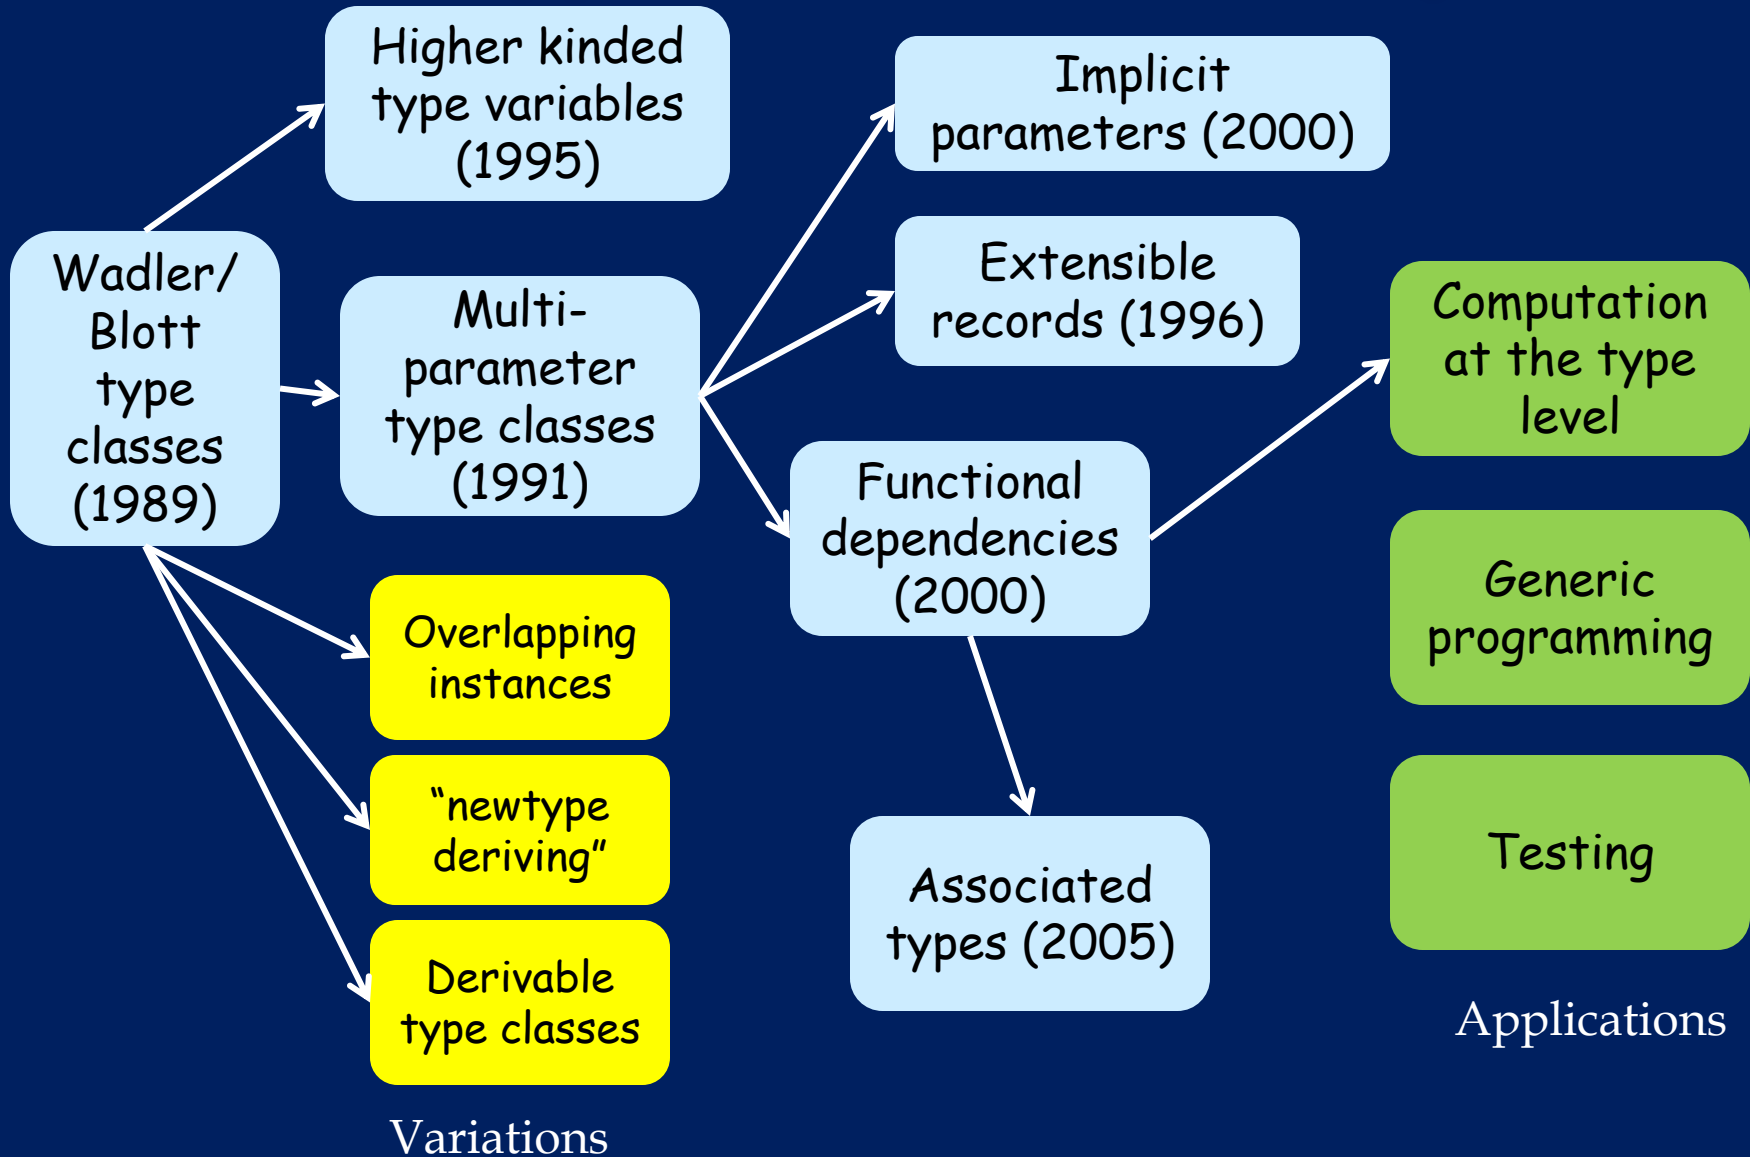 Higher kinded
type variables
(1995)
Implicit
parameters (2000)
Wadler/
Blott
type
classes
(1989)
Multi-
parameter
type classes
(1991)
Extensible
records (1996)
Computation
at the type
level
Functional
dependencies
(2000)
Overlapping
instances
Generic
programming
“newtype
deriving”
Associated
types (2005)
Testing
Derivable
type classes
Applications
Variations